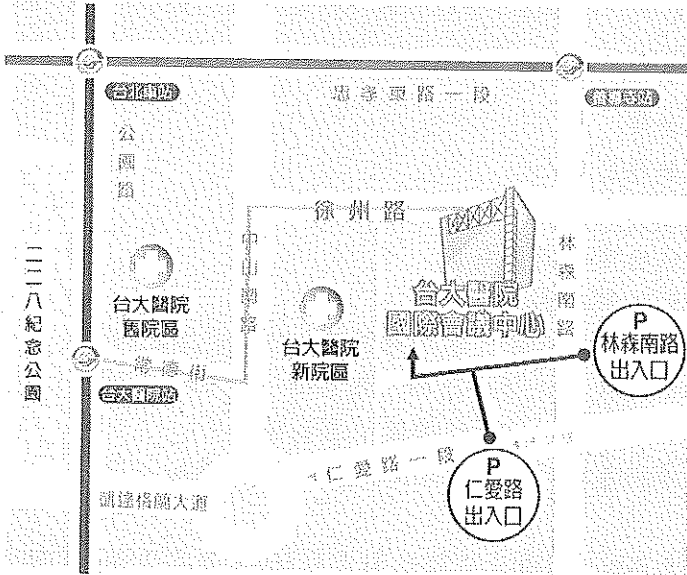 台北車站
忠孝東路一段
善導寺站
公園路
徐州路
中山南路
林森南路
二二八紀念公園
台大醫院
舊院區
台大醫院
新院區
台大醫院
國際會議中心
P
林森南路
出入口
常德街
台大醫院站
仁愛路一段
P
仁愛路
出入口
凱達格蘭大道